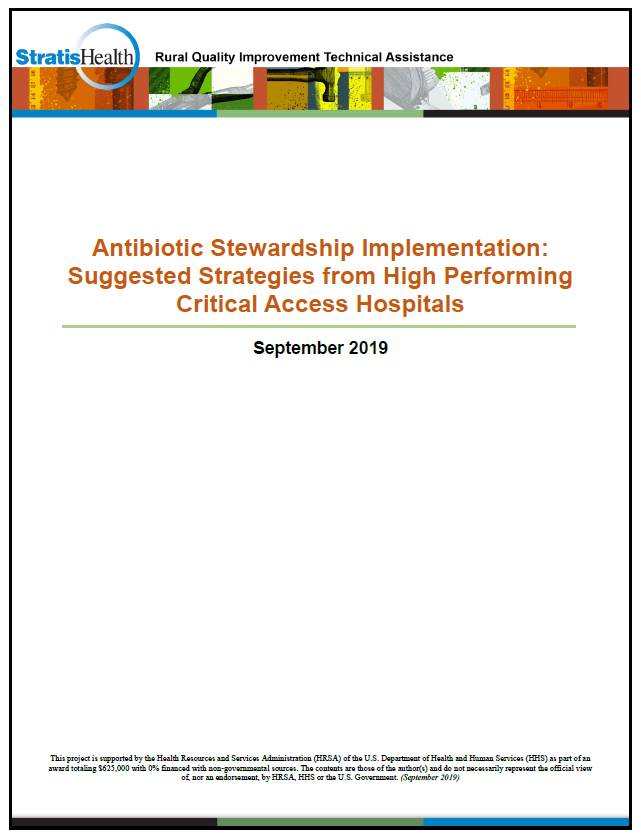 StratisHealth
Rural Quality Improvement Technical Assistance
Antibiotic Stewardship Implementation:
Suggested Strategies from High Performing
Critical Access Hospitals
September 2019
This project is supported by the Health Resources and Services Administration (HRSA) of the U.S. Department of Health and Human Services (HHS) as part of an
award totaling $625,000 with 0% financed with non-governmental sources. The contents are those of the author(s) and do not necessarily represent the official view
of, nor an endorsement, by HRSA, HHS or the U.S. Government. (September 2019)